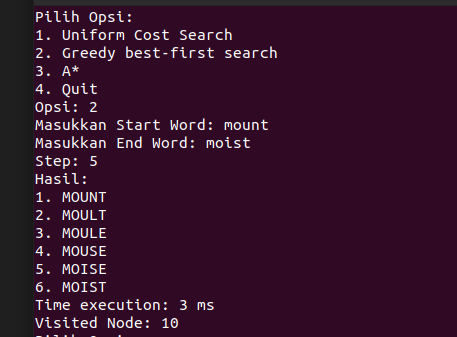 Pilih Opsi:
1. Uniform Cost Search
2. Greedy best-first search
3. A*
4. Quit
Opsi: 2
Masukkan Start Word: mount
Masukkan End Word: moist
Step: 5
Hasil:
1. MOUNT
2. MOULT
3. MOULE
4. MOUSE
5. MOISE
6. MOIST
Time execution: 3 ms
Visited Node: 10